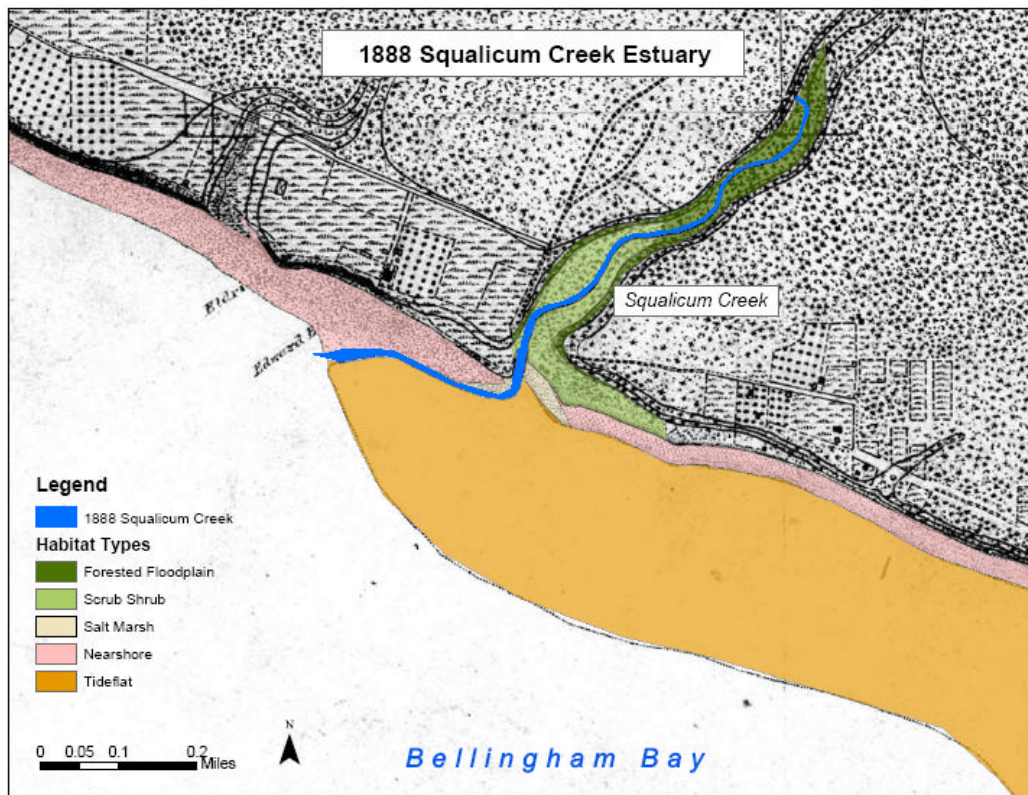 1888 Squalicum Creek Estuary
Squalicum Creek
Legend
1888 Squalicum Creek
Habitat Types
Forested Floodplain
Scrub Shrub
Salt Marsh
Nearshore
Tideflat
N
0 0.05 0.1 0.2
Miles
Bellingham Bay